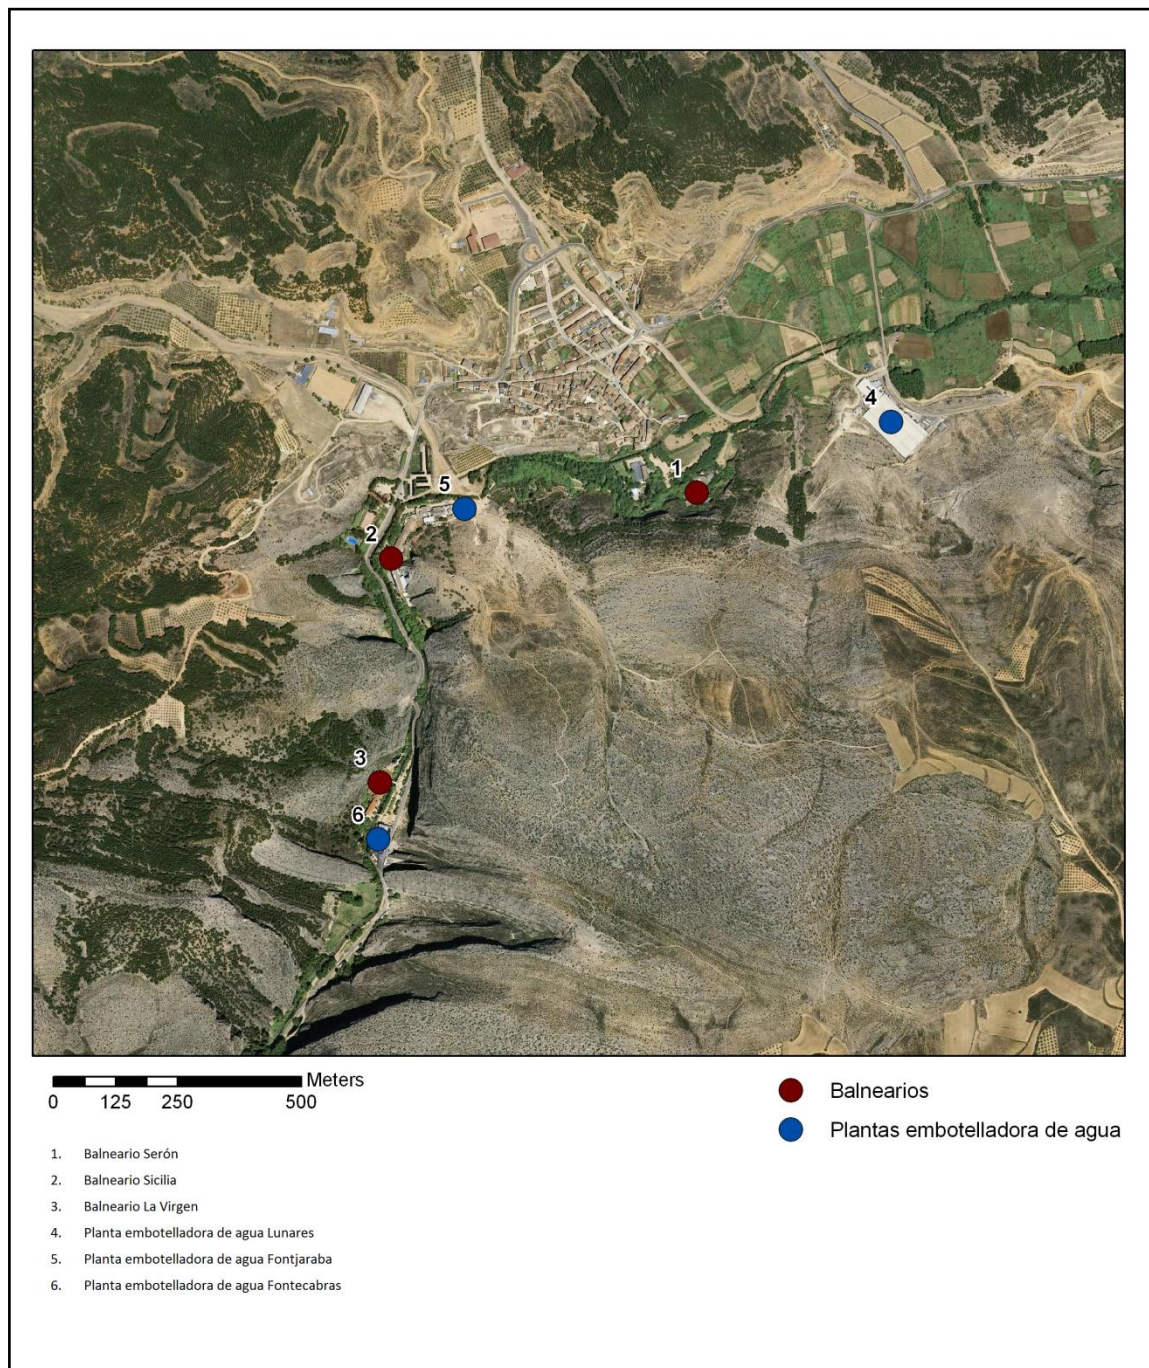 4
1
5
2
3
6
Meters
0 125 250 500
Balnearios
Plantas embotelladora de agua
1. Balneario Serón
2. Balneario Sicilia
3. Balneario La Virgen
4. Planta embotelladora de agua Lunares
5. Planta embotelladora de agua Fontjaraba
6. Planta embotelladora de agua Fontecabras